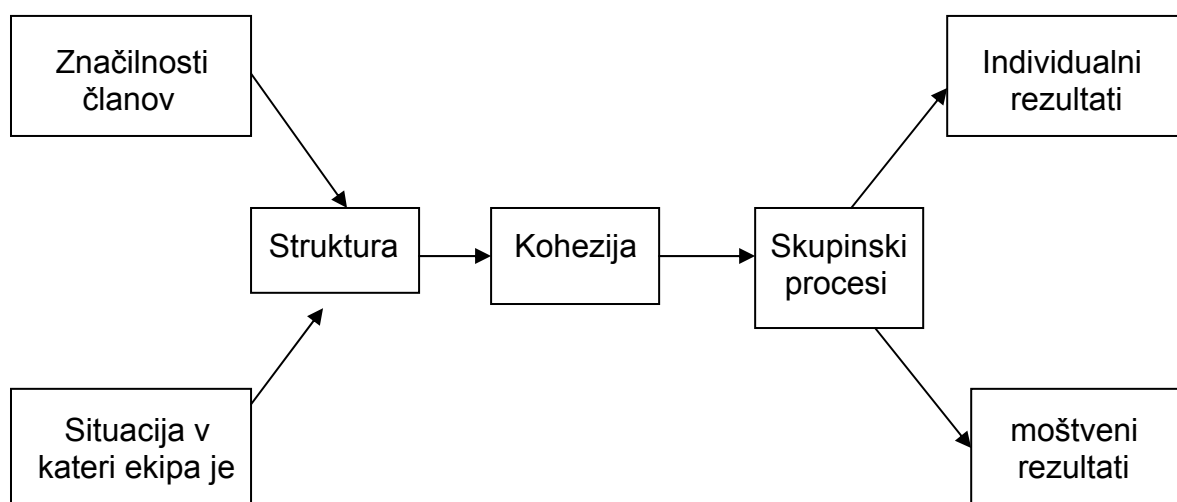 Značilnosti
članov
Individualni
rezultati
Struktura
Kohezija
Skupinski
procesi
Situacija v
kateri ekipa je
moštveni
rezultati